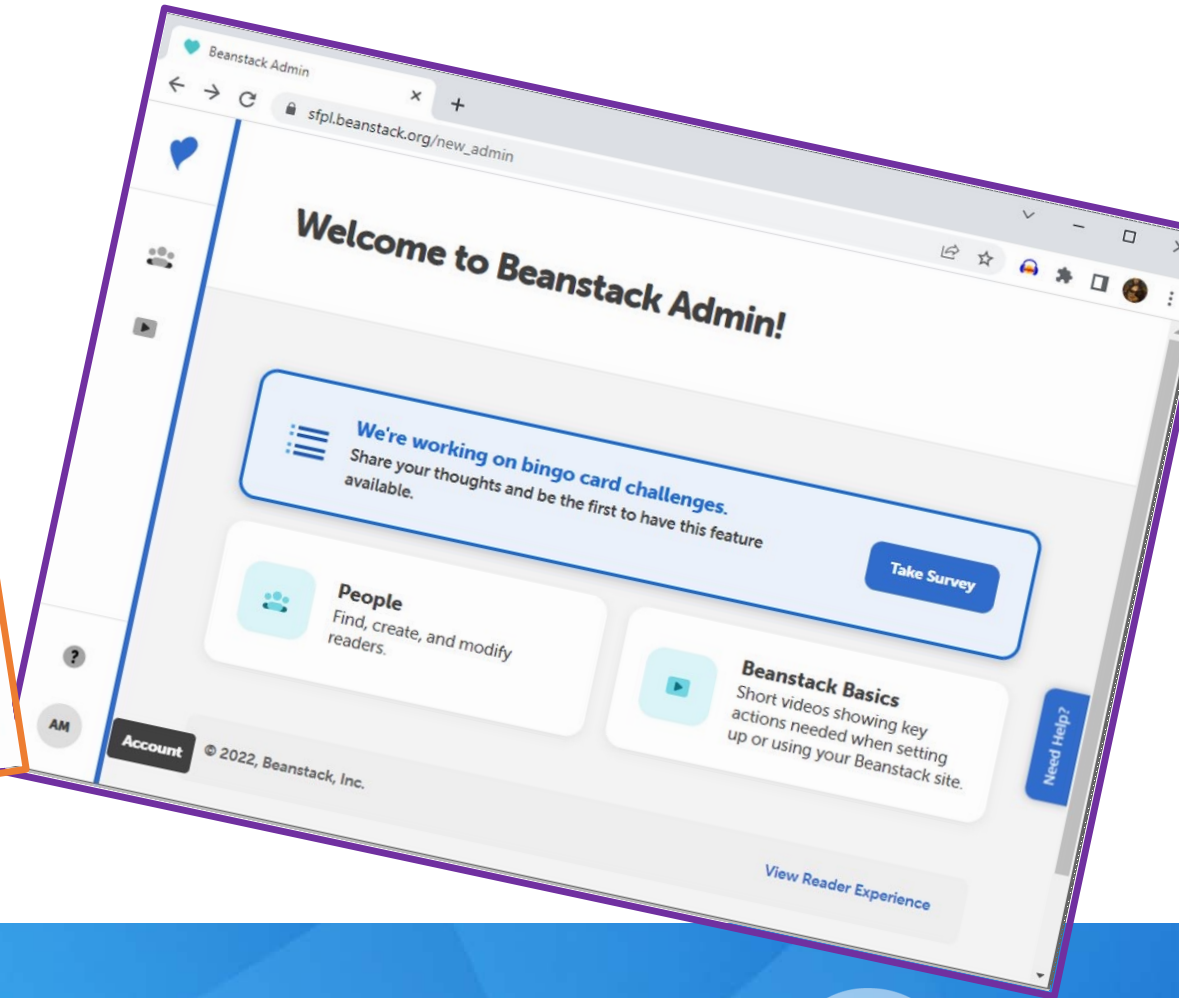 Beanstack Admin
sfpl.beanstack.org/new_admin
Welcome to Beanstack Admin!
We're working on bingo card challenges.
Share your thoughts and be the first to have this feature
available.
Take Survey
People
Find, create, and modify
readers.
Beanstack Basics
Short videos showing key
actions needed when setting
up or using your Beanstack site.
Need Help?
?
AM
Account
© 2022, Beanstack, Inc.
View Reader Experience